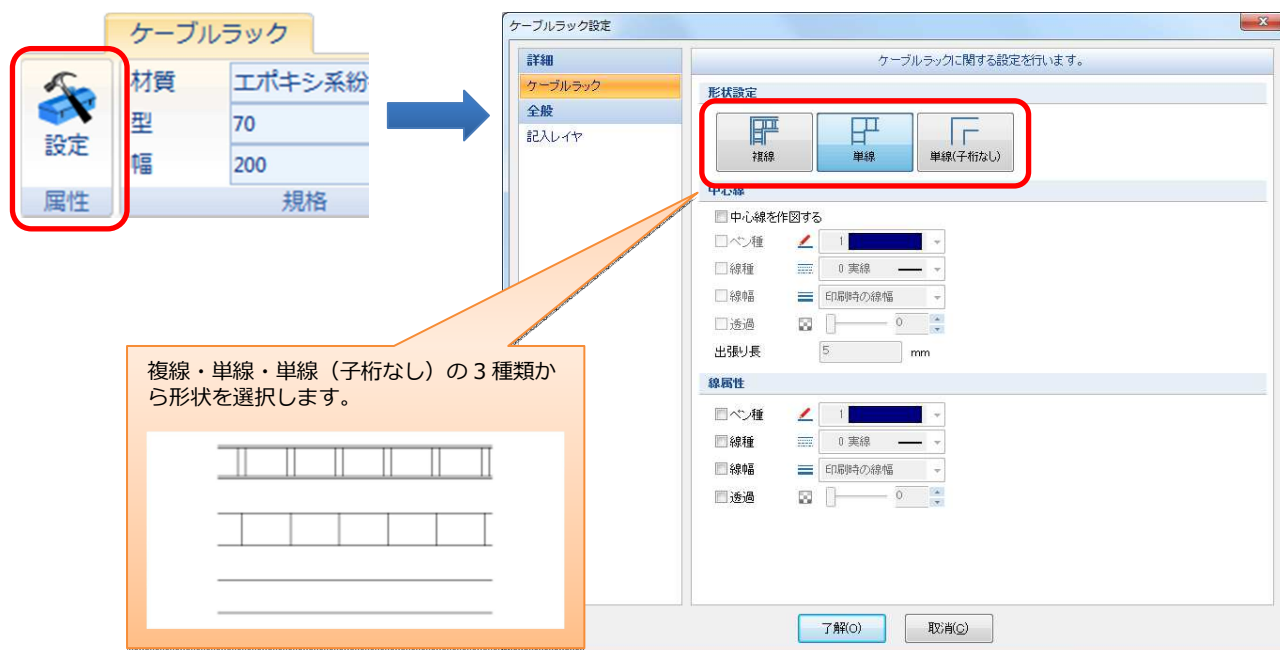 ケーブルラック
設定
属性
材質
エポキシ系紛
型
70
幅
200
規格
ケーブルラック設定
詳細
ケーブルラック
全般
記入レイヤ
ケーブルラックに関する設定を行います。
形状設定
複線
単線
単線(子桁なし)
中心線
中心線を作図する
ペン種
1
線種
0 実線
線幅
印刷時の線幅
透過
0
出張り長
5
mm
線属性
ペン種
1
線種
0 実線
線幅
印刷時の線幅
透過
0
複線・単線・単線（子桁なし）の３種類か
ら形状を選択します。
了解(O)
取消(C)